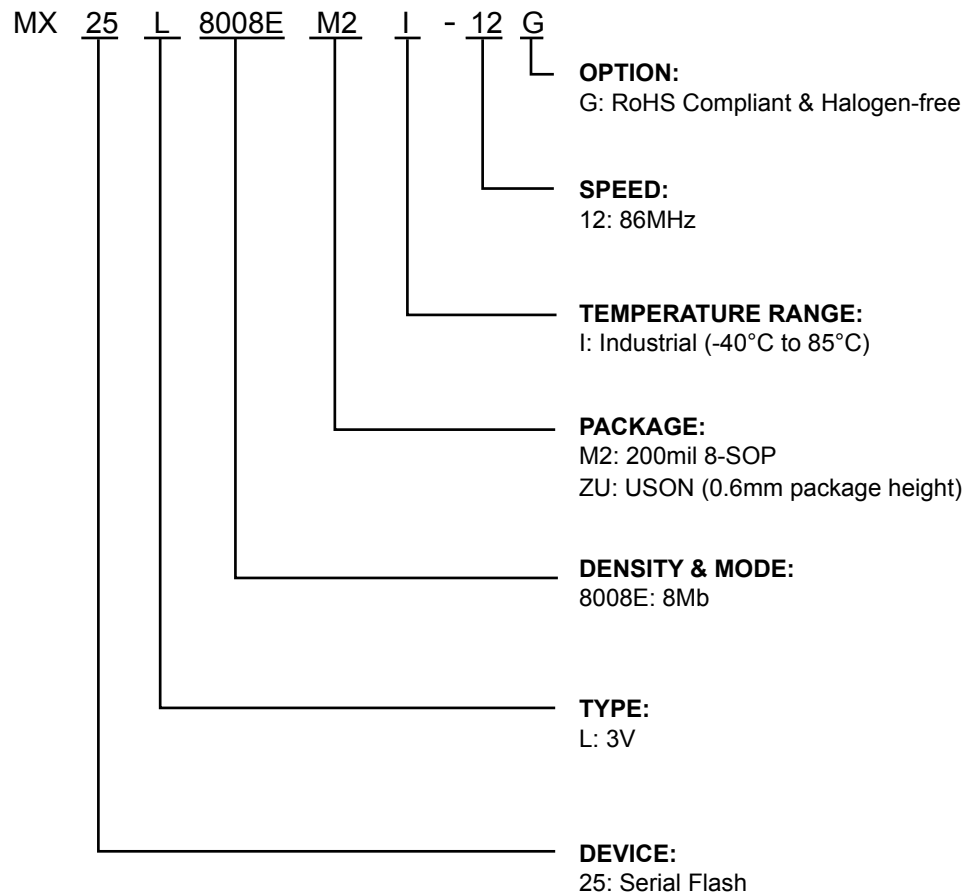 MX 25 L 8008E M2 I - 12 G
OPTION:
G: RoHS Compliant & Halogen-free
SPEED:
12: 86MHz
TEMPERATURE RANGE:
I: Industrial (-40°C to 85°C)
PACKAGE:
M2: 200mil 8-SOP
ZU: USON (0.6mm package height)
DENSITY & MODE:
8008E: 8Mb
TYPE:
L: 3V
DEVICE:
25: Serial Flash